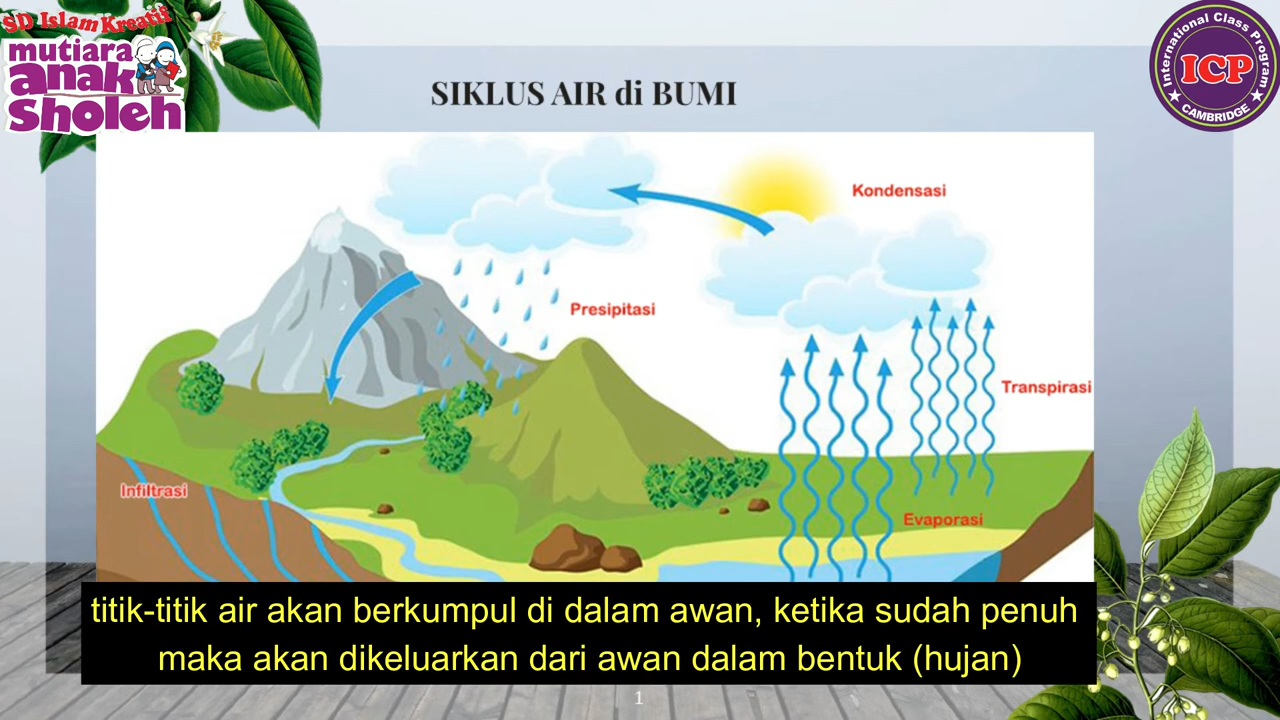 SD Islam Kreatif
mutiara
anak
Sholeh
International Class Program
ICP
CAMBRIDGE
SIKLUS AIR di BUMI
Kondensasi
Presipitasi
Transpirasi
Infiltrasi
Evaporasi
titik-titik air akan berkumpul di dalam awan, ketika sudah penuh
maka akan dikeluarkan dari awan dalam bentuk (hujan)
1